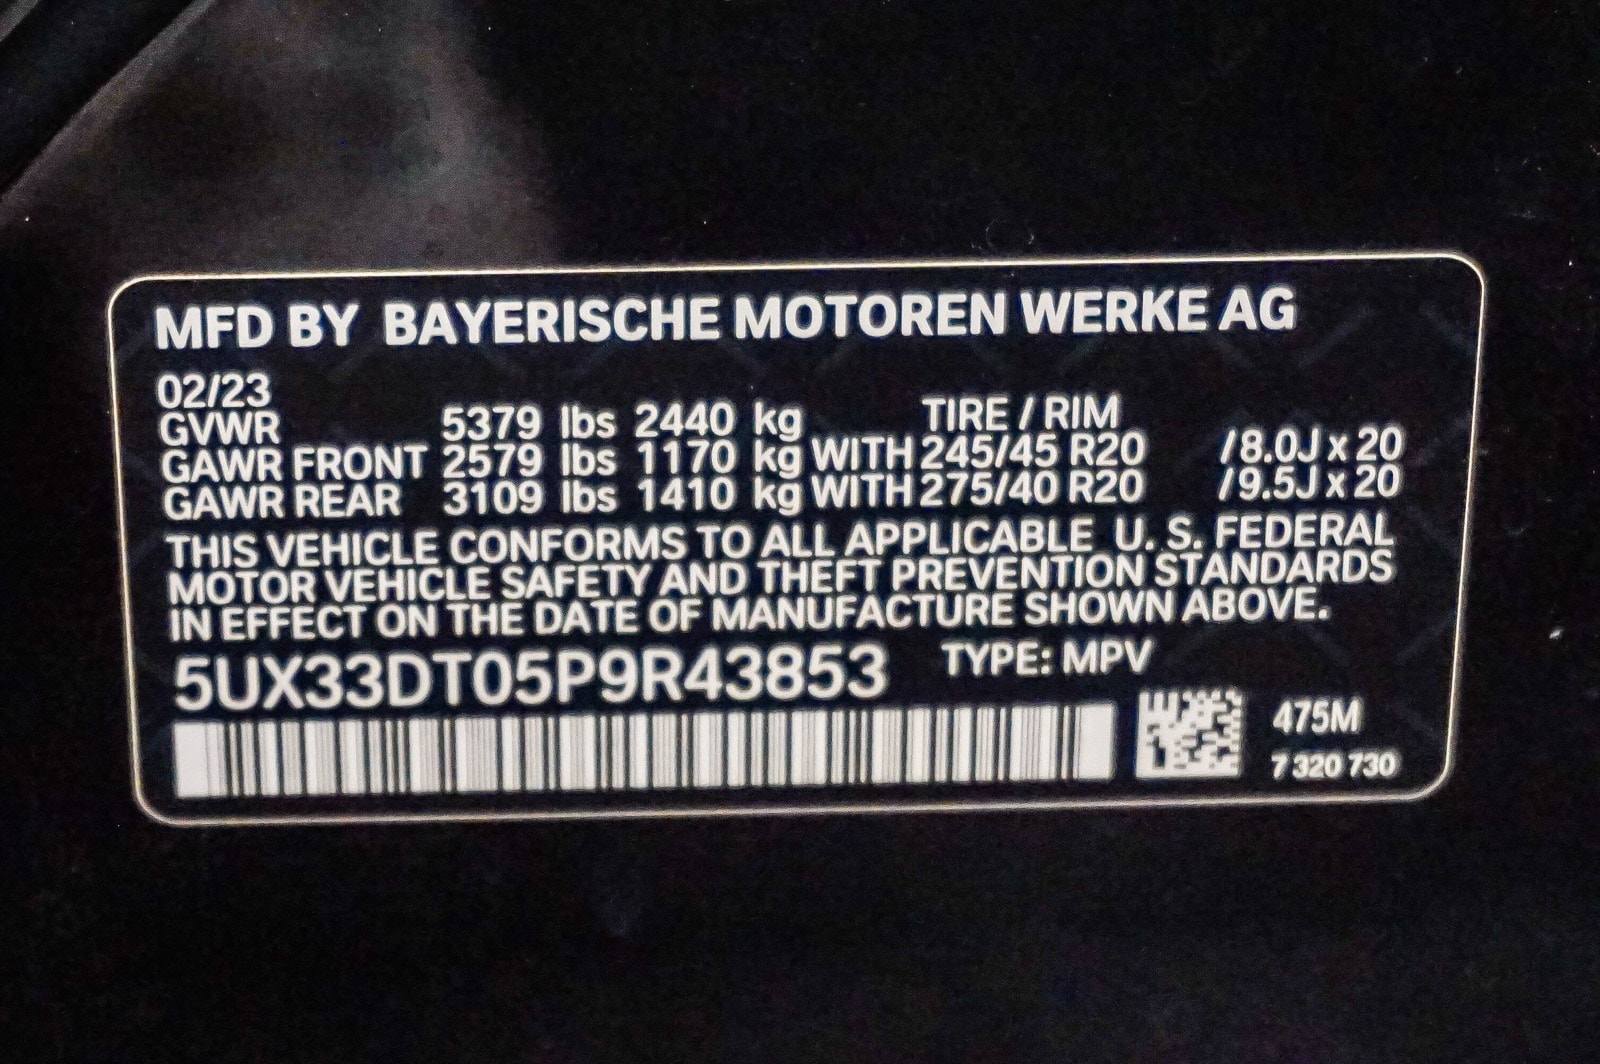 MFD BY BAYERISCHE MOTOREN WERKE AG
02/23
GVWR 5379 lbs 2440 kg TIRE / RIM
GAWR FRONT 2579 lbs 1170 kg WITH 245/45 R20 /8.0J x 20
GAWR REAR 3109 lbs 1410 kg WITH 275/40 R20 /9.5J x 20
THIS VEHICLE CONFORMS TO ALL APPLICABLE U. S. FEDERAL
MOTOR VEHICLE SAFETY AND THEFT PREVENTION STANDARDS
IN EFFECT ON THE DATE OF MANUFACTURE SHOWN ABOVE.
5UX33DT05P9R43853 TYPE: MPV
475M
7 320 730